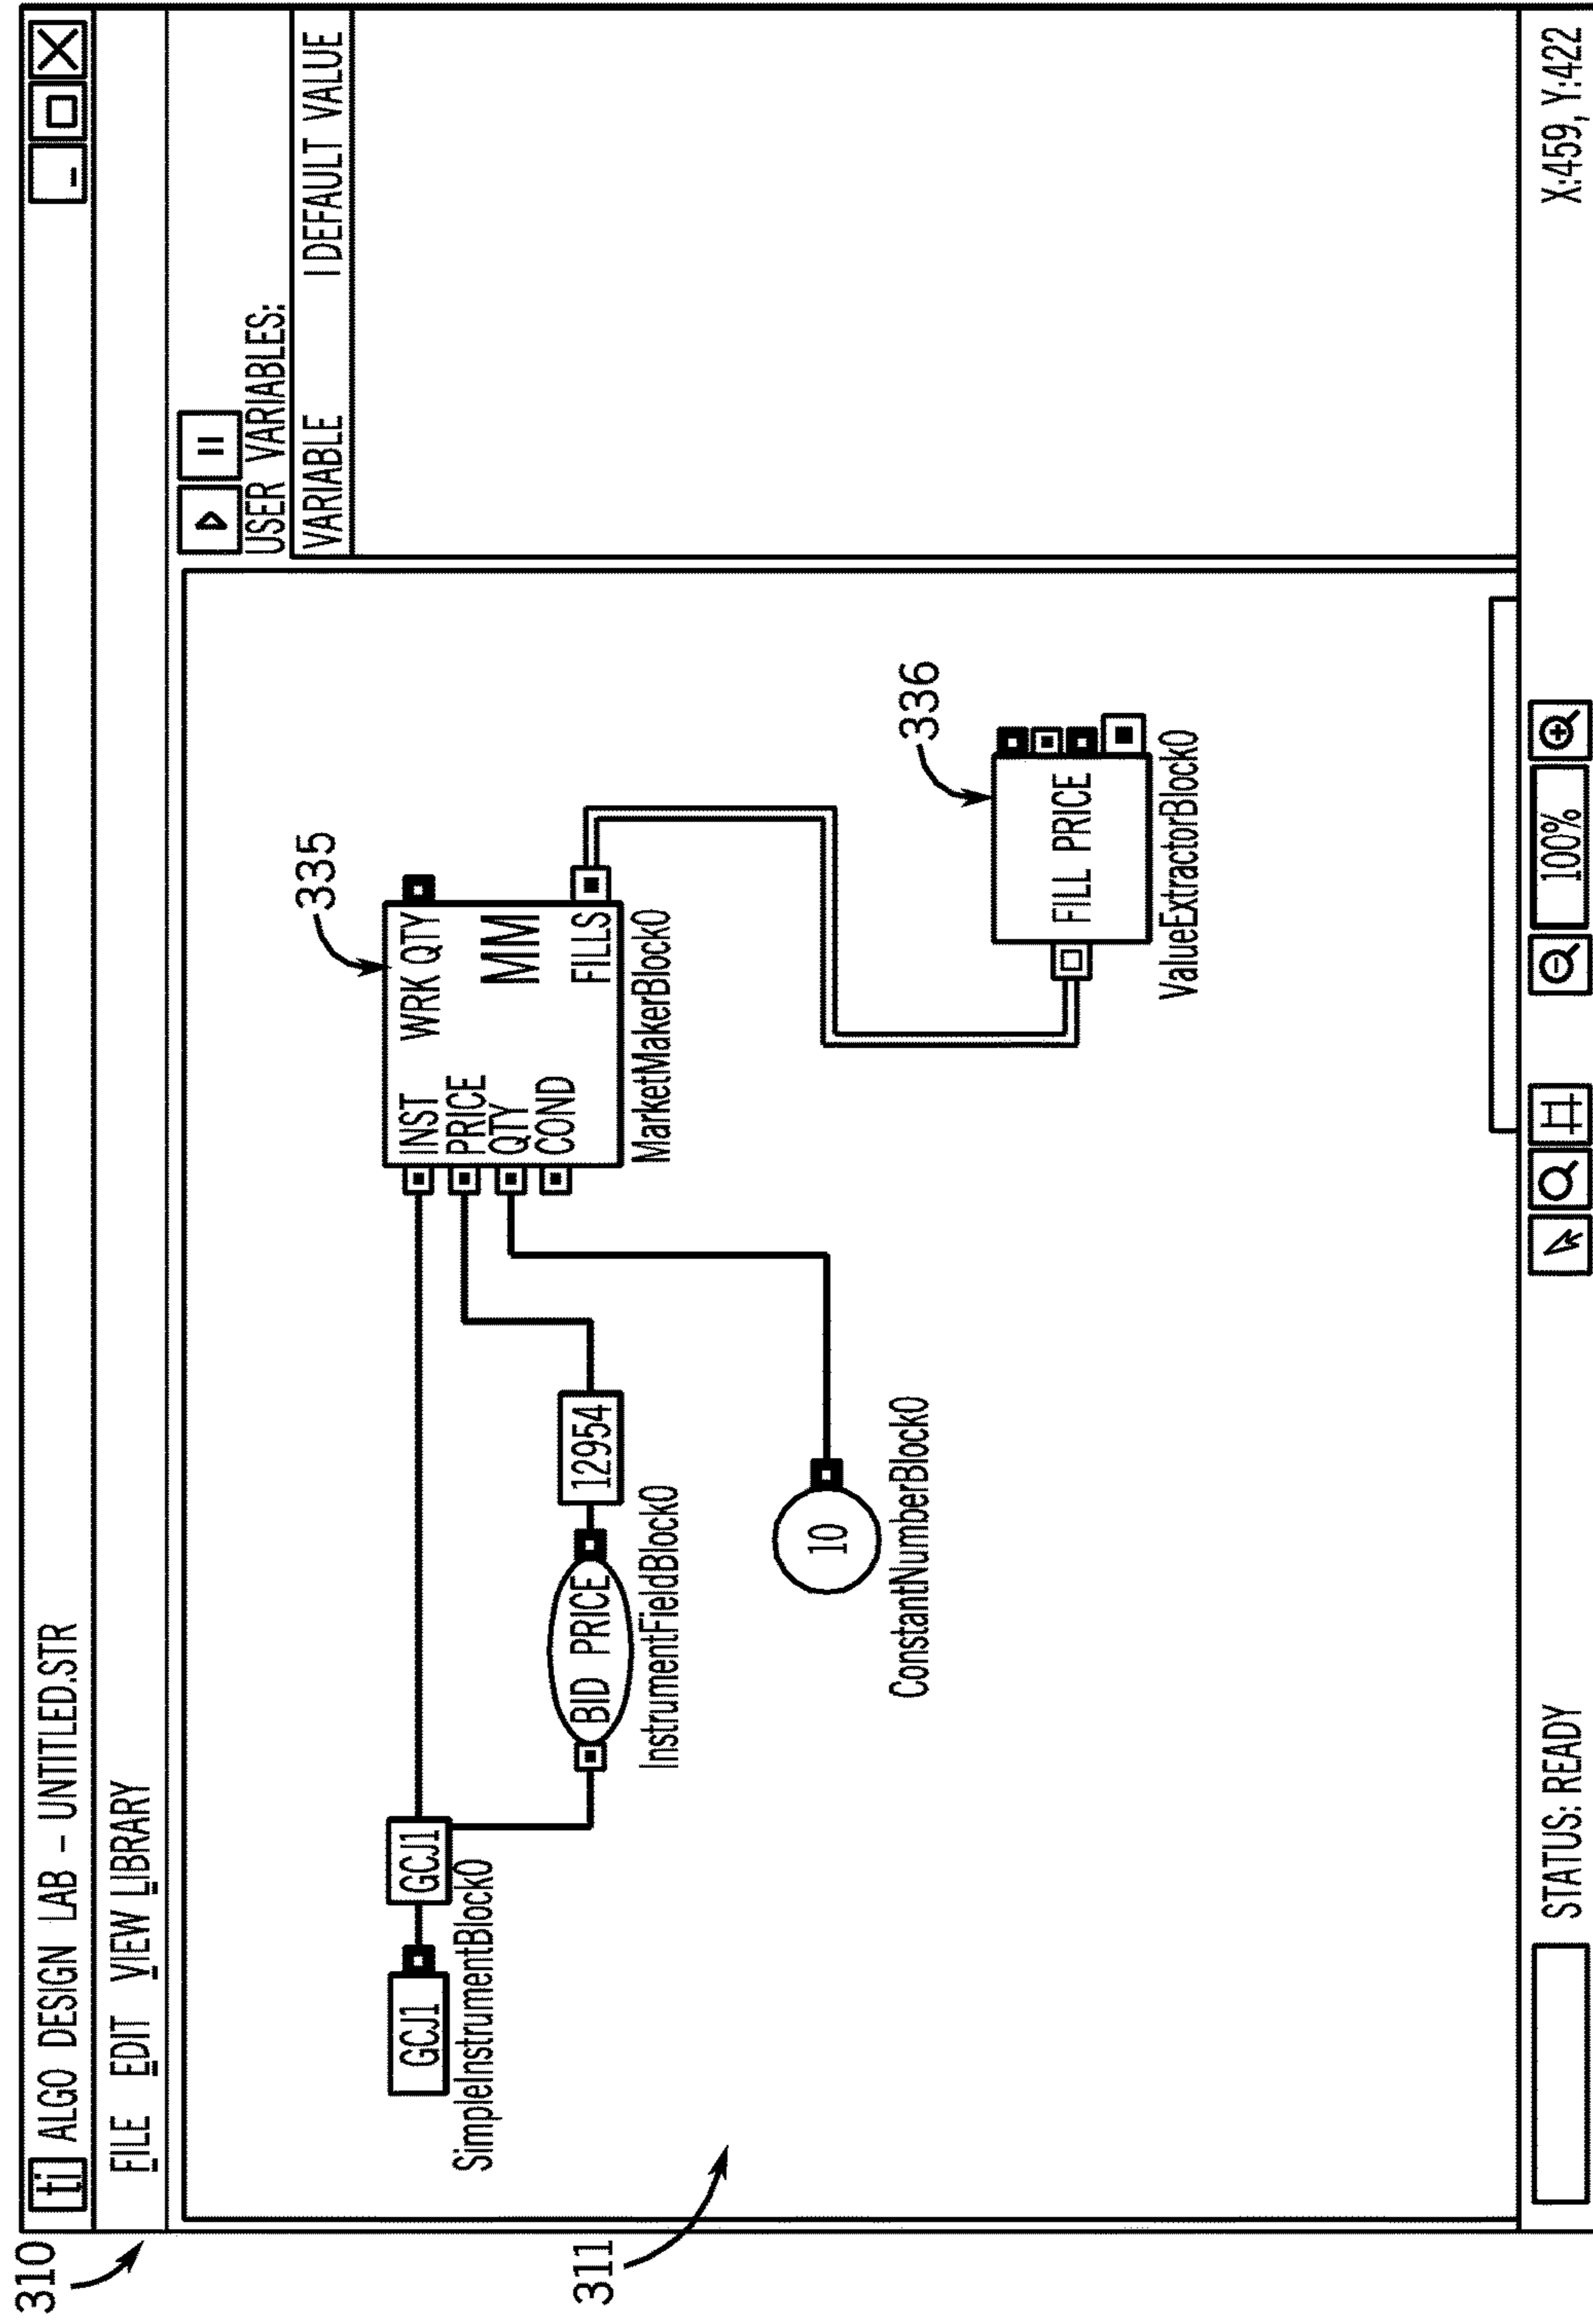 310
ti ALGO DESIGN LAB – UNTITLED.STR
FILE EDIT VIEW LIBRARY
USER VARIABLES:
VARIABLE | DEFAULT VALUE
335
GCJ1
GCJ1
SimpleInstrumentBlock0
INST WRK QTY
PRICE
QTY MM
COND
FILLS
MarketMakerBlock0
BID PRICE
12954
InstrumentFieldBlock0
311
10
ConstantNumberBlock0
336
FILL PRICE
ValueExtractorBlock0
STATUS: READY
100%
X:459, Y:422